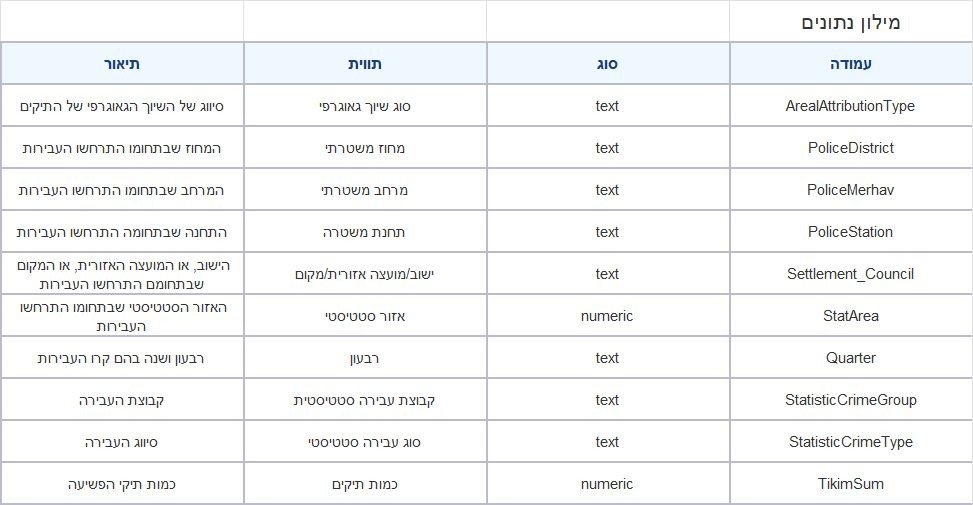 מילון נתונים
עמודה סוג תווית תיאור
ArealAttributionType text סוג שיוך גאוגרפי סיווג של השיוך הגאוגרפי של התיקים
PoliceDistrict text מחוז משטרתי המחוז שבתחומו התרחשו העבירות
PoliceMerhav text מרחב משטרתי המרחב שבתחומו התרחשו העבירות
PoliceStation text תחנת משטרה התחנה שבתחומה התרחשו העבירות
Settlement_Council text ישוב/מועצה אזורית/מקום הישוב, או המועצה האזורית, או המקום
שבתחומם התרחשו העבירות
StatArea numeric אזור סטטיסטי האזור הסטטיסטי שבתחומו התרחשו
העבירות
Quarter text רבעון רבעון ושנה בהם קרו העבירות
StatisticCrimeGroup text קבוצת עבירה סטטיסטית קבוצת העבירה
StatisticCrimeType text סוג עבירה סטטיסטי סיווג העבירה
TikimSum numeric כמות תיקים כמות תיקי הפשיעה